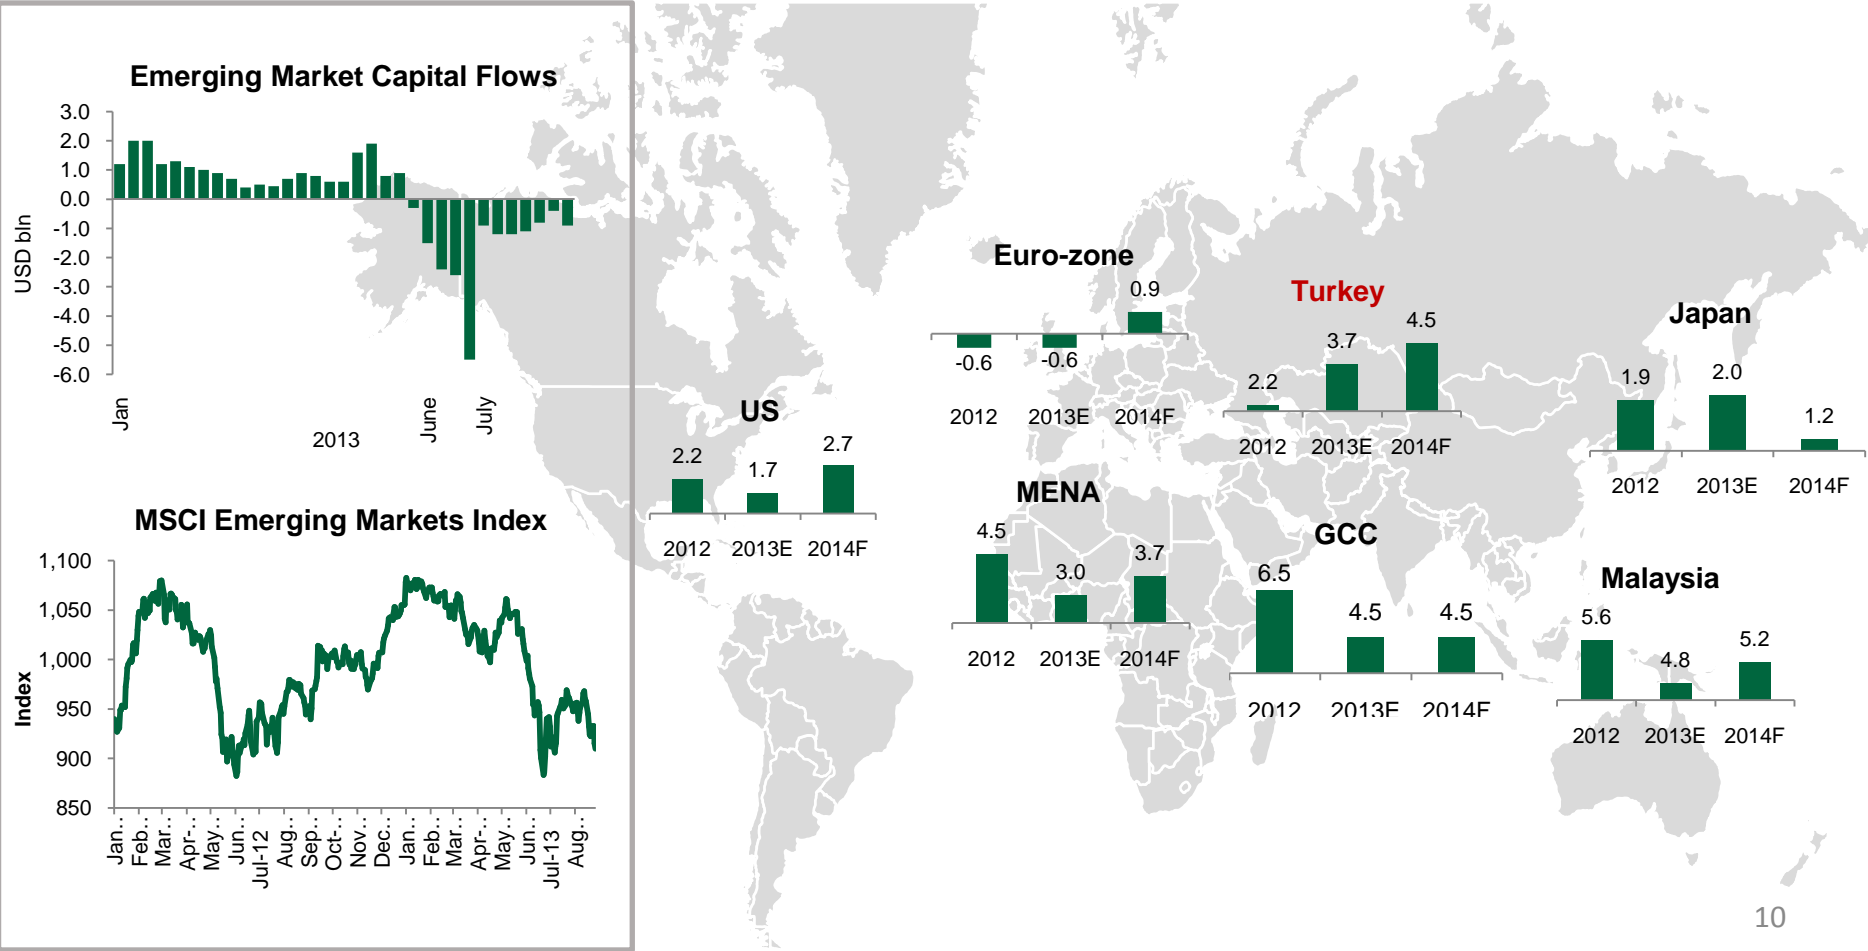 Emerging Market Capital Flows
3.0
2.0
1.0
0.0
-1.0
-2.0
-3.0
-4.0
-5.0
-6.0
USD bln
Jan
June
July
2013
MSCI Emerging Markets Index
1,100
1,050
1,000
950
900
850
Index
Jan..
Feb..
Mar..
Apr-..
May..
Jun..
Jul-12
Aug..
Sep..
Oct-..
Nov..
Dec..
Jan..
Feb..
Mar..
Apr-..
May..
Jun..
Jul-13
Aug..
US
2.2 1.7 2.7
2012 2013E 2014F
Euro-zone
-0.6 -0.6 0.9
2012 2013E 2014F
Turkey
2.2 3.7 4.5
2012 2013E 2014F
Japan
1.9 2.0 1.2
2012 2013E 2014F
MENA
4.5 3.0 3.7
2012 2013E 2014F
GCC
6.5 4.5 4.5
2012 2013E 2014F
Malaysia
5.6 4.8 5.2
2012 2013E 2014F
10